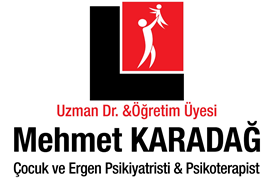 Uzman Dr. &Öğretim Üyesi
Mehmet KARADAĞ
Çocuk ve Ergen Psikiyatristi & Psikoterapist